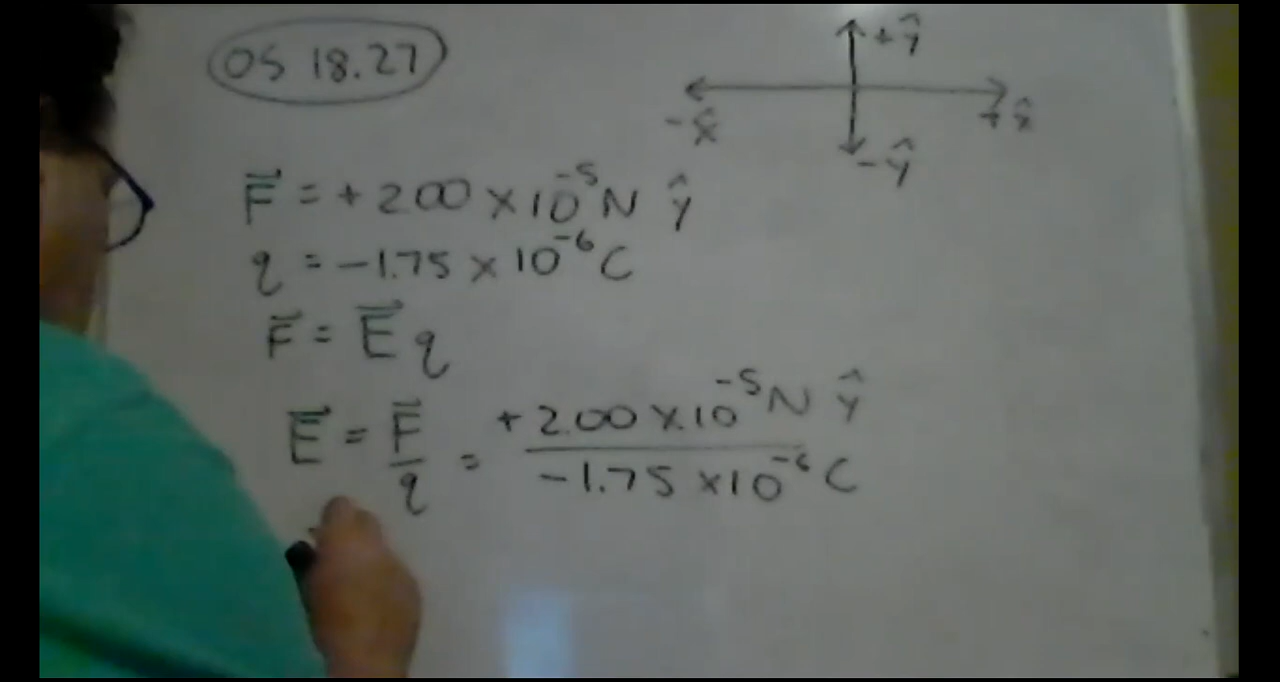 OS 18.27
+ŷ
-x̂ +x̂
-ŷ
F⃗ = +2.00 × 10⁻⁵ N ŷ
q = -1.75 × 10⁻⁶ C
F⃗ = E⃗ q
E⃗ = F⃗/q = +2.00 × 10⁻⁵ N ŷ / -1.75 × 10⁻⁶ C